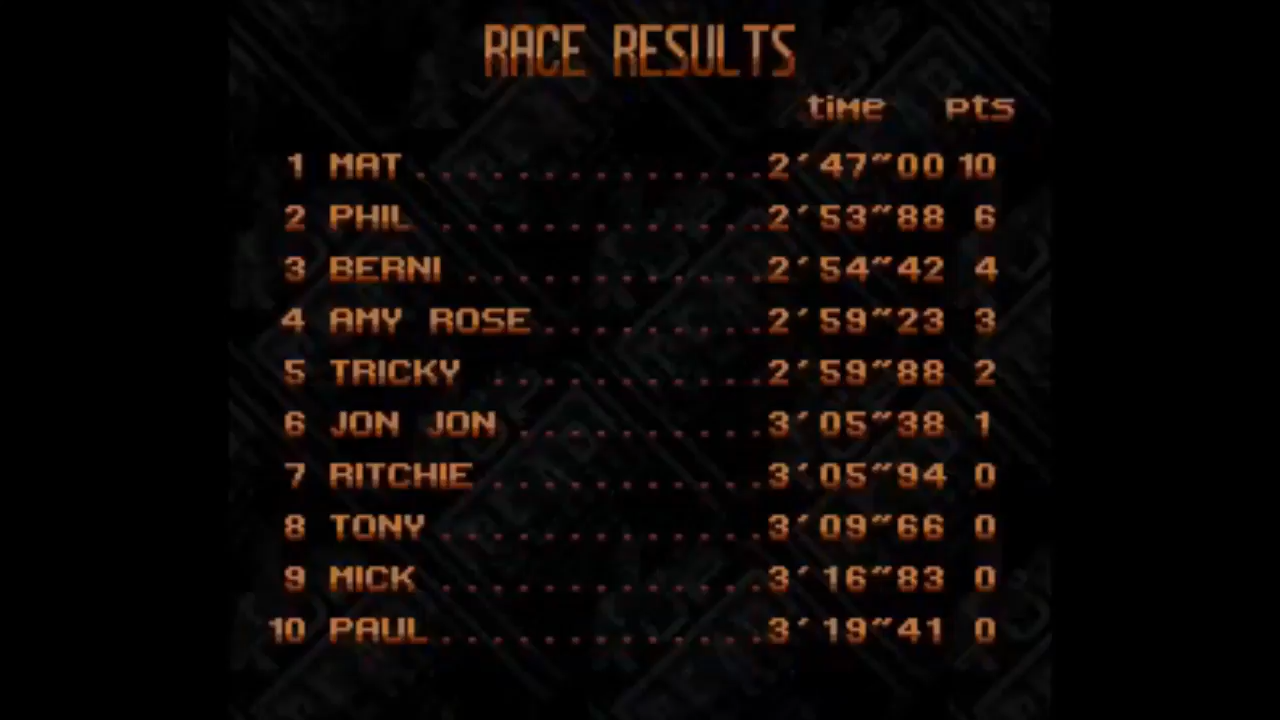 RACE RESULTS
time pts
1 MAT..............2'47"00 10
2 PHIL.............2'53"88 6
3 BERNI ............2'54"42 4
4 AMY ROSE.........2'59"23 3
5 TRICKY ...........2'59"88 2
6 JON JON..........3'05"38 1
7 RITCHIE...........3'05"94 0
8 TONY.............3'09"66 0
9 MICK.............3'16"83 0
10 PAUL.............3'19"41 0